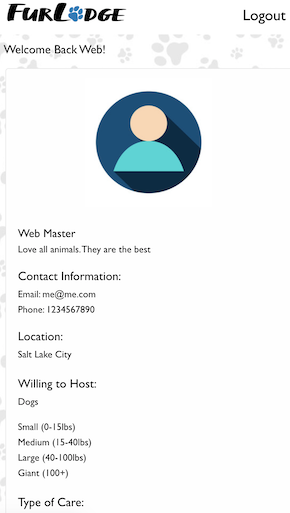 FURLODGE
Logout
Welcome Back Web!
Web Master
Love all animals. They are the best
Contact Information:
Email: me@me.com
Phone: 1234567890
Location:
Salt Lake City
Willing to Host:
Dogs
Small (0-15lbs)
Medium (15-40lbs)
Large (40-100lbs)
Giant (100+)
Type of Care: